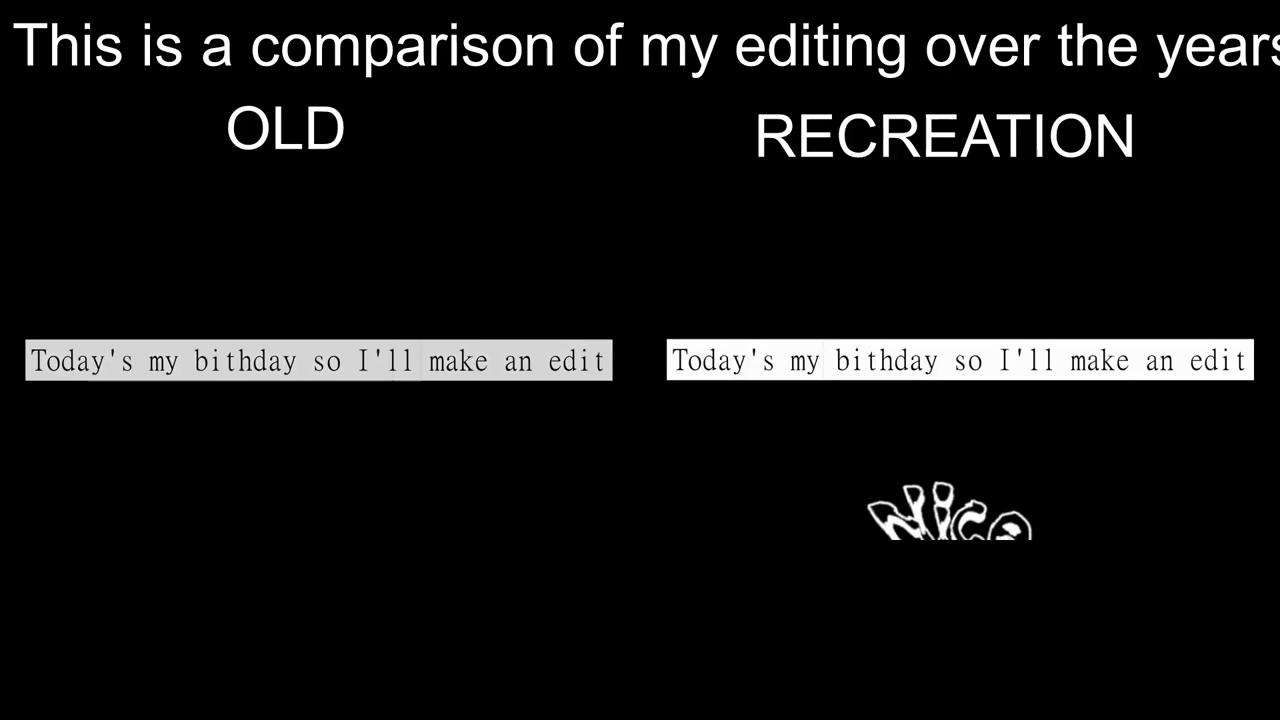 This is a comparison of my editing over the years
OLD
RECREATION
Today's my bithday so I'll make an edit
Today's my bithday so I'll make an edit
Nice